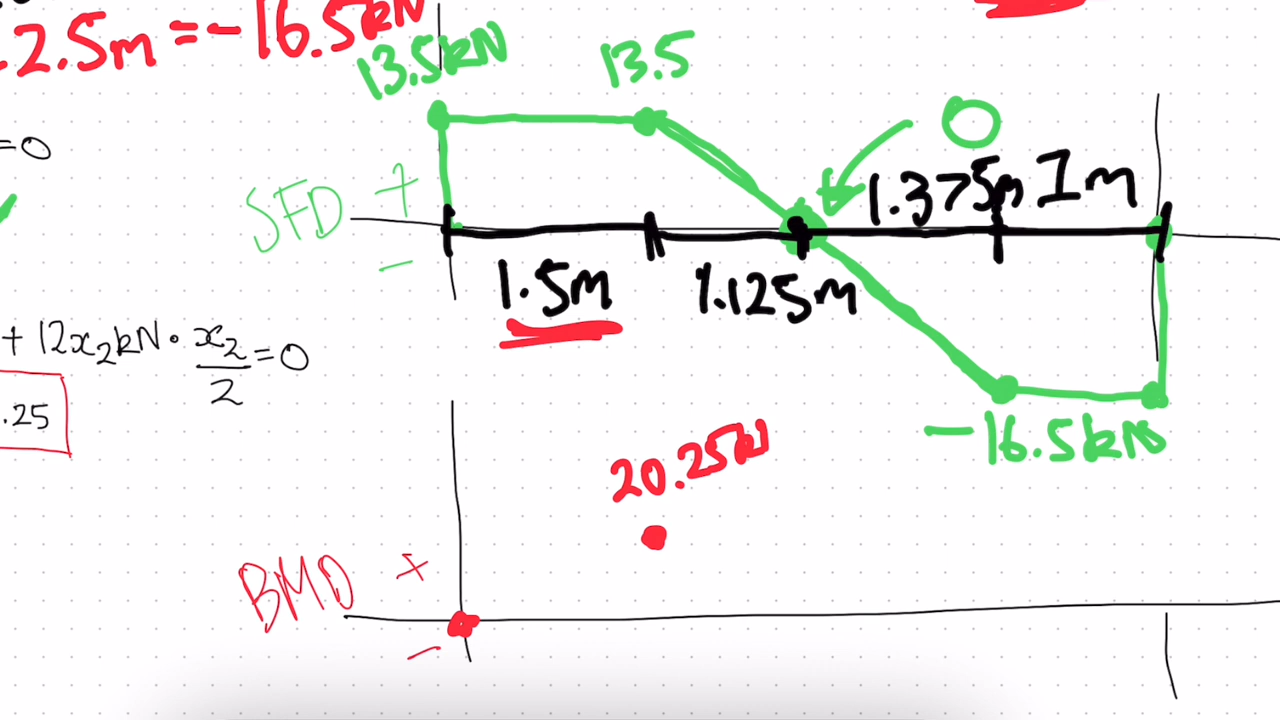 .2.5m = -16.5kN
13.5kN
13.5
0
=0
SFD
+
-
1.375m
1m
1.5m
1.125m
+ 12x₂kN · x₂/2 = 0
.25
-16.5kN
20.25kN
BMD
+
-